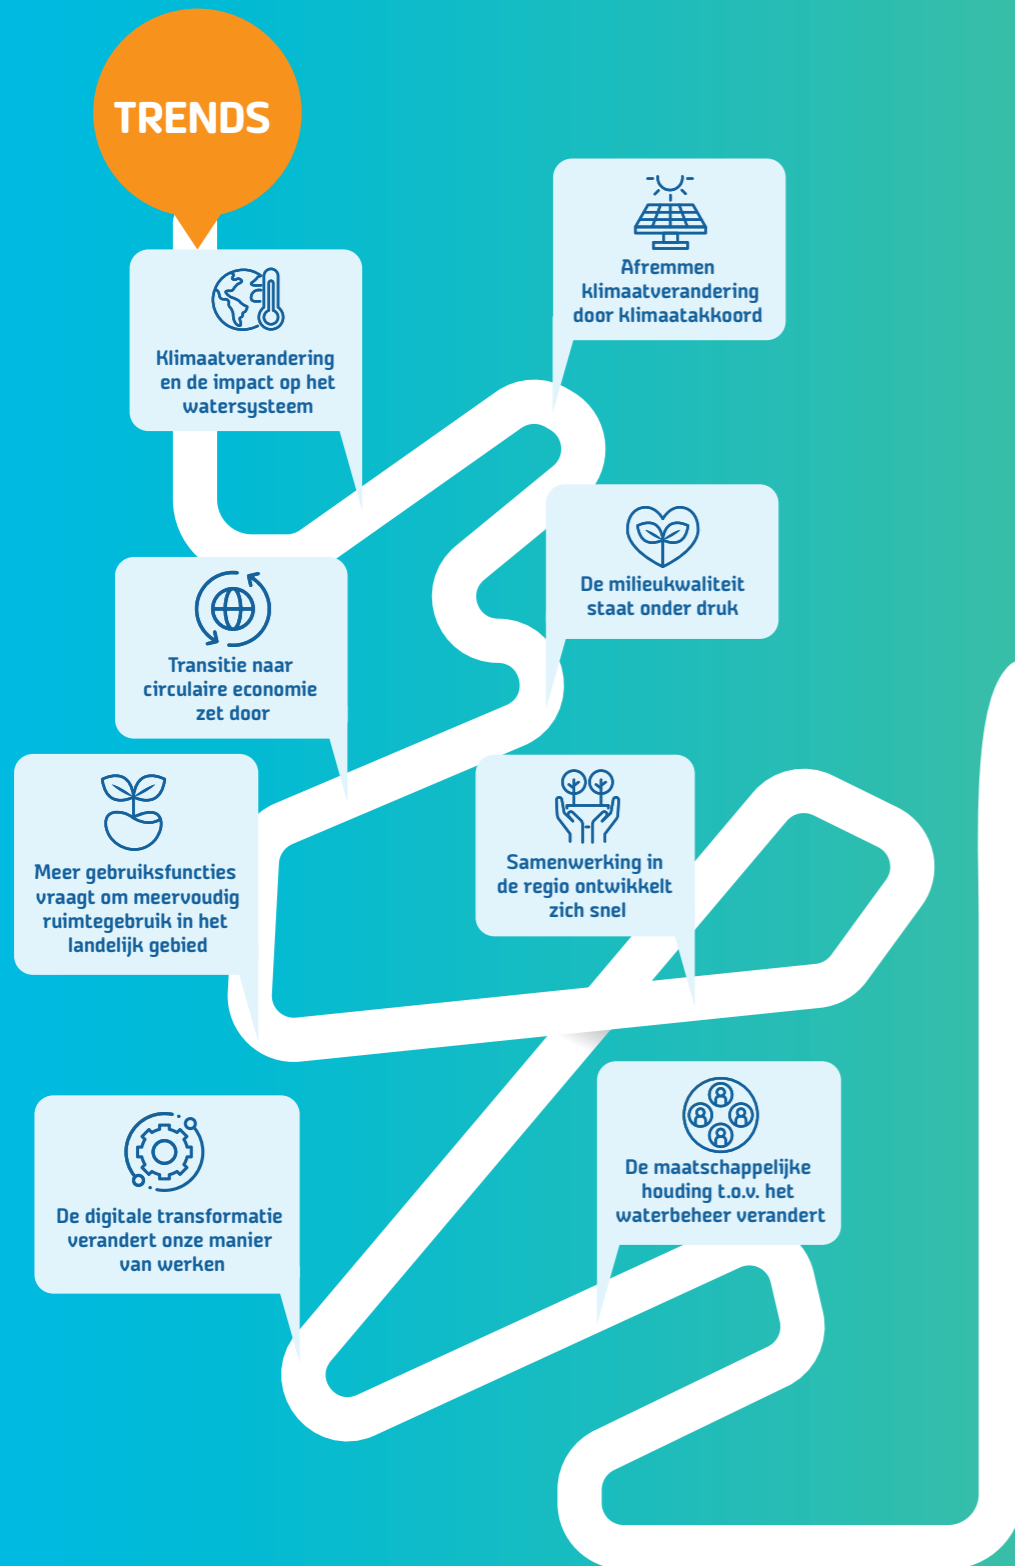 TRENDS
Klimaatverandering
en de impact op het
watersysteem
Afremmen
klimaatverandering
door klimaatakkoord
De milieukwaliteit
staat onder druk
Transitie naar
circulaire economie
zet door
Meer gebruiksfuncties
vraagt om meervoudig
ruimtegebruik in het
landelijk gebied
Samenwerking in
de regio ontwikkelt
zich snel
De digitale transformatie
verandert onze manier
van werken
De maatschappelijke
houding t.o.v. het
waterbeheer verandert